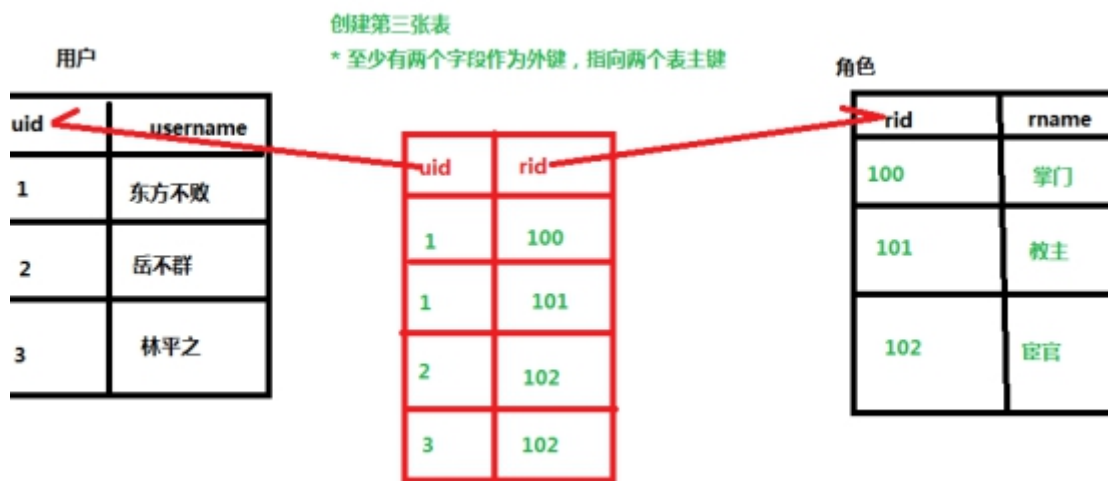 创建第三张表
* 至少有两个字段作为外键，指向两个表主键
用户
uid username
1 东方不败
2 岳不群
3 林平之
uid rid
1 100
1 101
2 102
3 102
角色
rid rname
100 掌门
101 教主
102 宦官